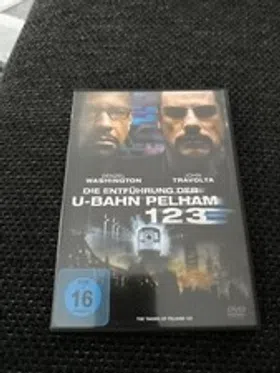 DENZEL JOHN
WASHINGTON TRAVOLTA
DIE ENTFÜHRUNG DER
U-BAHN PELHAM
123
16
DVD
THE TAKING OF PELHAM 123